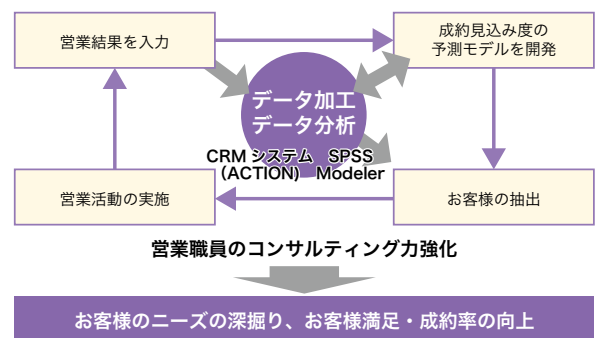 営業結果を入力
成約見込み度の
予測モデルを開発
データ加工
データ分析
CRMシステム　SPSS
（ACTION）　Modeler
営業活動の実施
お客様の抽出
営業職員のコンサルティング力強化
お客様のニーズの深掘り、お客様満足・成約率の向上